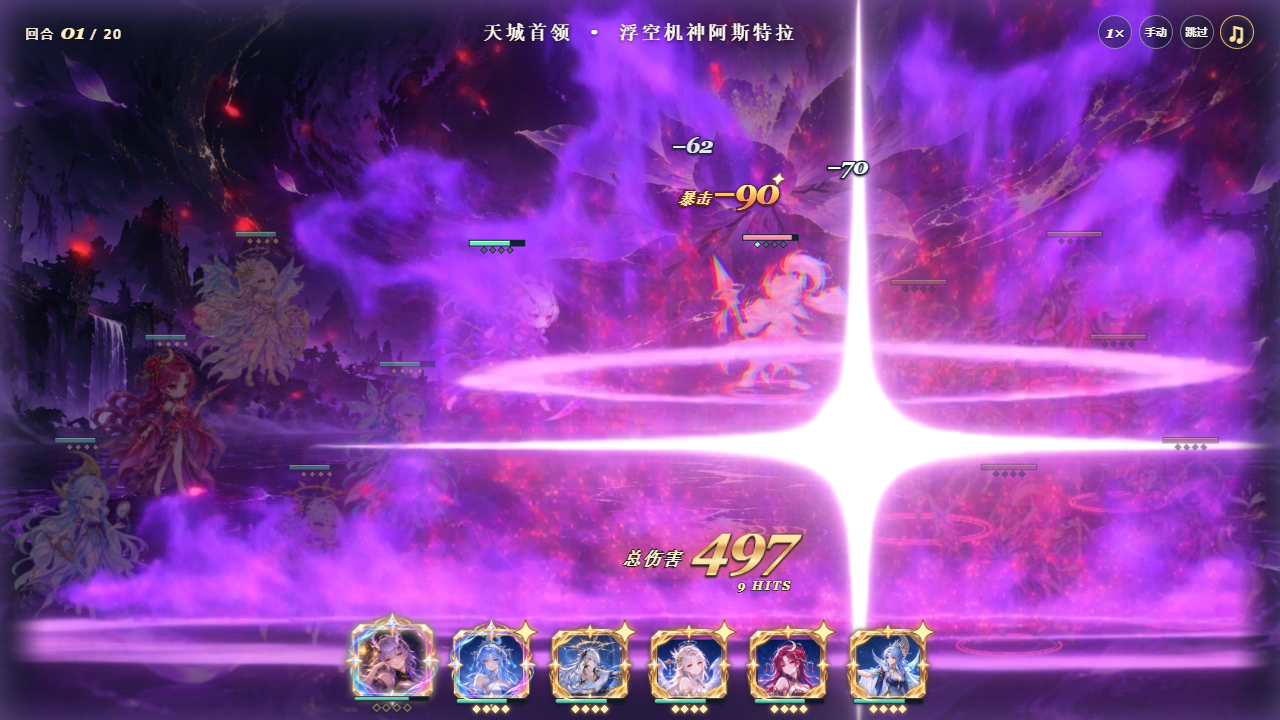 回合 01 / 20
天城首领 • 浮空机神阿斯特拉
1×
手动
跳过
-62
-70
暴击-90
总伤害 497
9 HITS